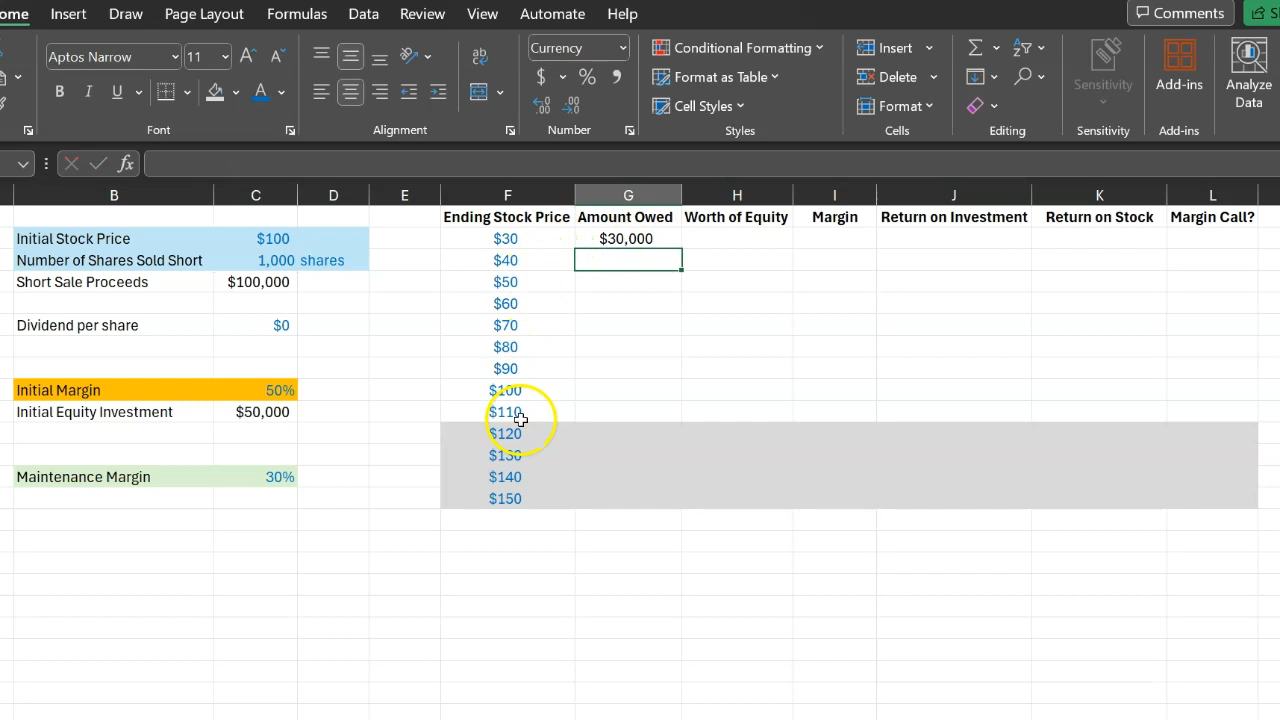 ome Insert Draw Page Layout Formulas Data Review View Automate Help Comments S
Aptos Narrow 11 A A Currency Conditional Formatting Insert Σ
B I U A $ % Format as Table Delete Sensitivity Add-ins Analyze Data
Cell Styles Format
Font Alignment Number Styles Cells Editing Sensitivity Add-ins
fx
B C D E F G H I J K L
Ending Stock Price Amount Owed Worth of Equity Margin Return on Investment Return on Stock Margin Call?
Initial Stock Price $100 $30 $30,000
Number of Shares Sold Short 1,000 shares $40
Short Sale Proceeds $100,000 $50
$60
Dividend per share $0 $70
$80
$90
Initial Margin 50% $100
Initial Equity Investment $50,000 $110
$120
$130
Maintenance Margin 30% $140
$150